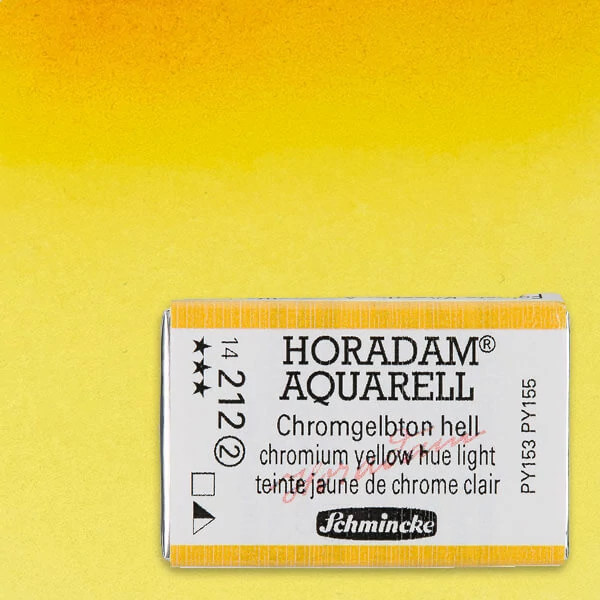 HORADAM®
AQUARELL
Chromgelbton hell
chromium yellow hue light
teinte jaune de chrome clair
Schmincke
14 212 ②
★★★
PY153 PY155
Horadam